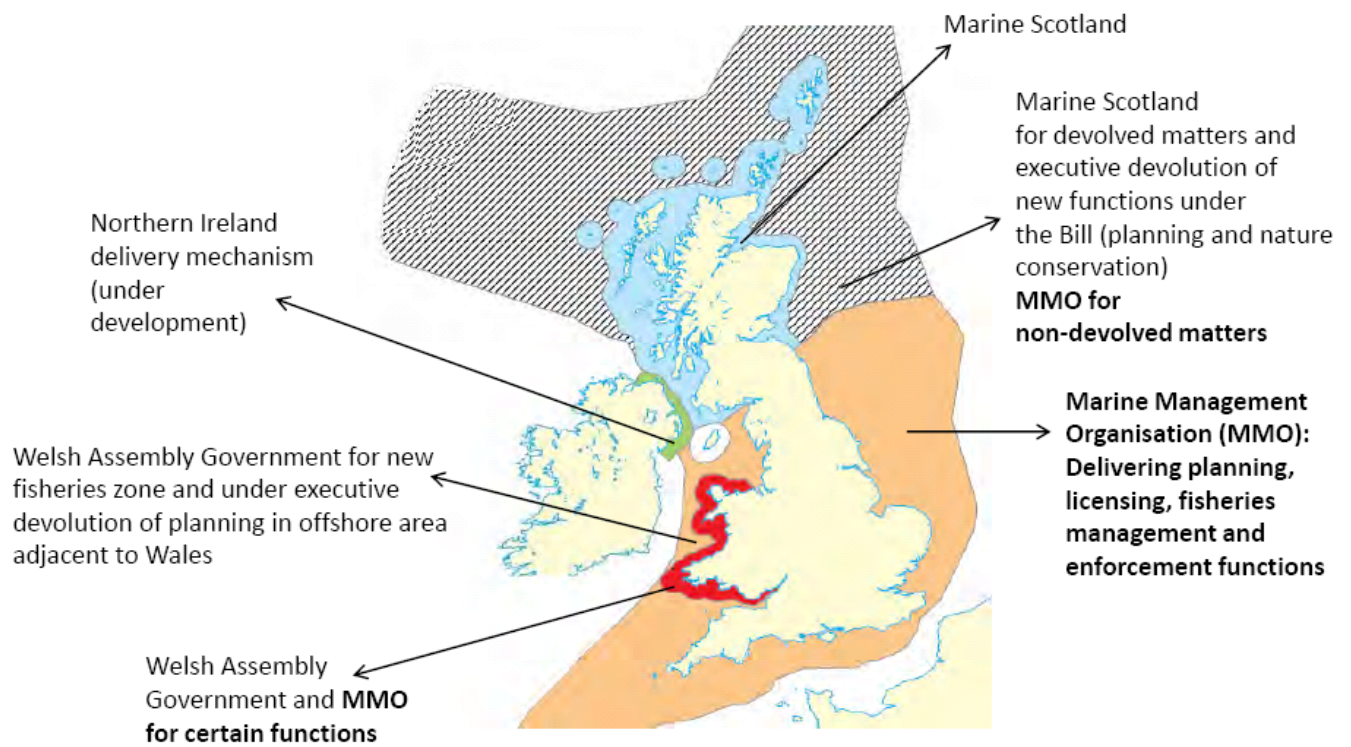 Marine Scotland
Marine Scotland
for devolved matters and
executive devolution of
new functions under
the Bill (planning and nature
conservation)
MMO for
non-devolved matters
Northern Ireland
delivery mechanism
(under
development)
Marine Management
Organisation (MMO):
Delivering planning,
licensing, fisheries
management and
enforcement functions
Welsh Assembly Government for new
fisheries zone and under executive
devolution of planning in offshore area
adjacent to Wales
Welsh Assembly
Government and MMO
for certain functions